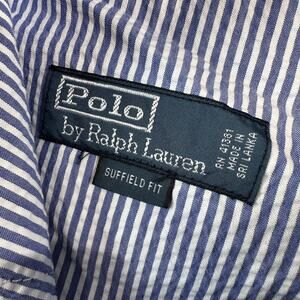 Polo
by Ralph Lauren
RN 41381
MADE IN
SRI LANKA
SUFFIELD FIT